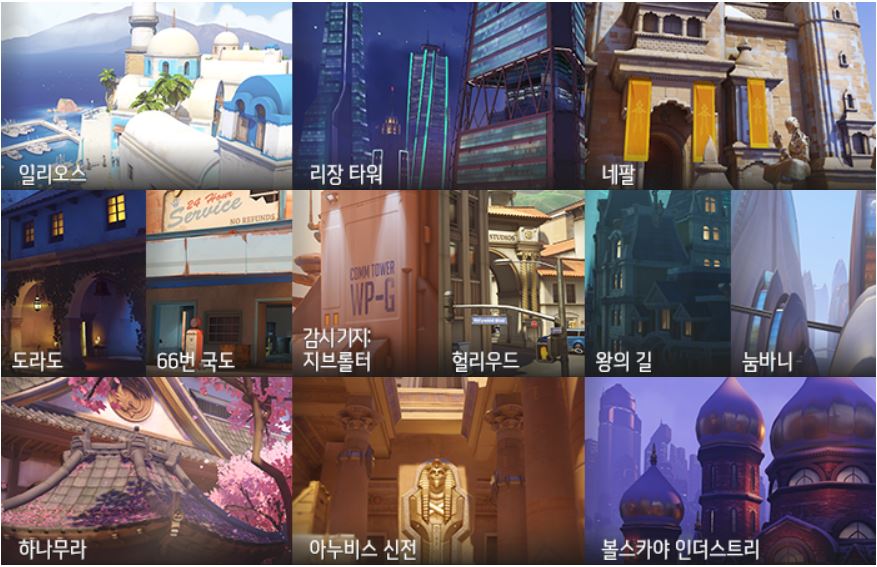 일리오스
리장 타워
네팔
도라도
24 Hour
Service
NO REFUNDS
66번 국도
COMM TOWER
WP-G
감시기지:
지브롤터
STUDIOS
헐리우드
왕의 길
눔바니
하나무라
아누비스 신전
볼스카야 인더스트리